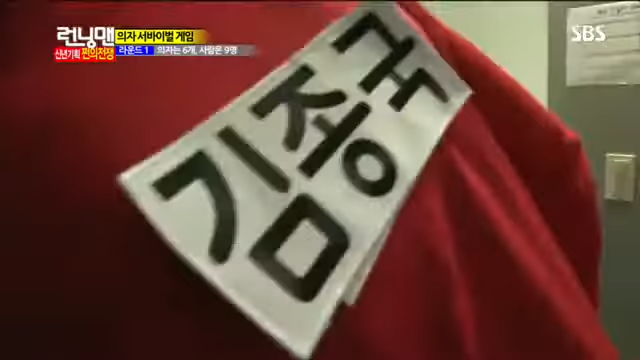 런닝맨
신년기획 쩐의전쟁
의자 서바이벌 게임
라운드 1 의자는 6개, 사람은 9명
SBS
김종국